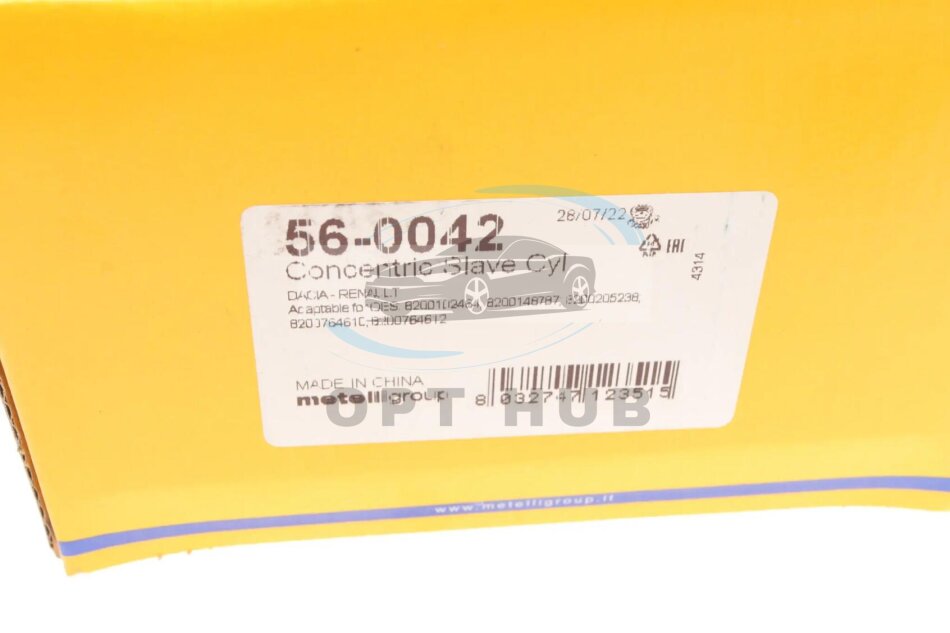 56-0042
28/07/22
Concentric Slave Cyl
4314
DACIA - RENAULT
Adaptable for OES: 8200102464, 8200148787, 8200205238,
8200764610, 8200764612
MADE IN CHINA
metelligroup
8 032747 123515
OPT HUB
www.metelligroup.it